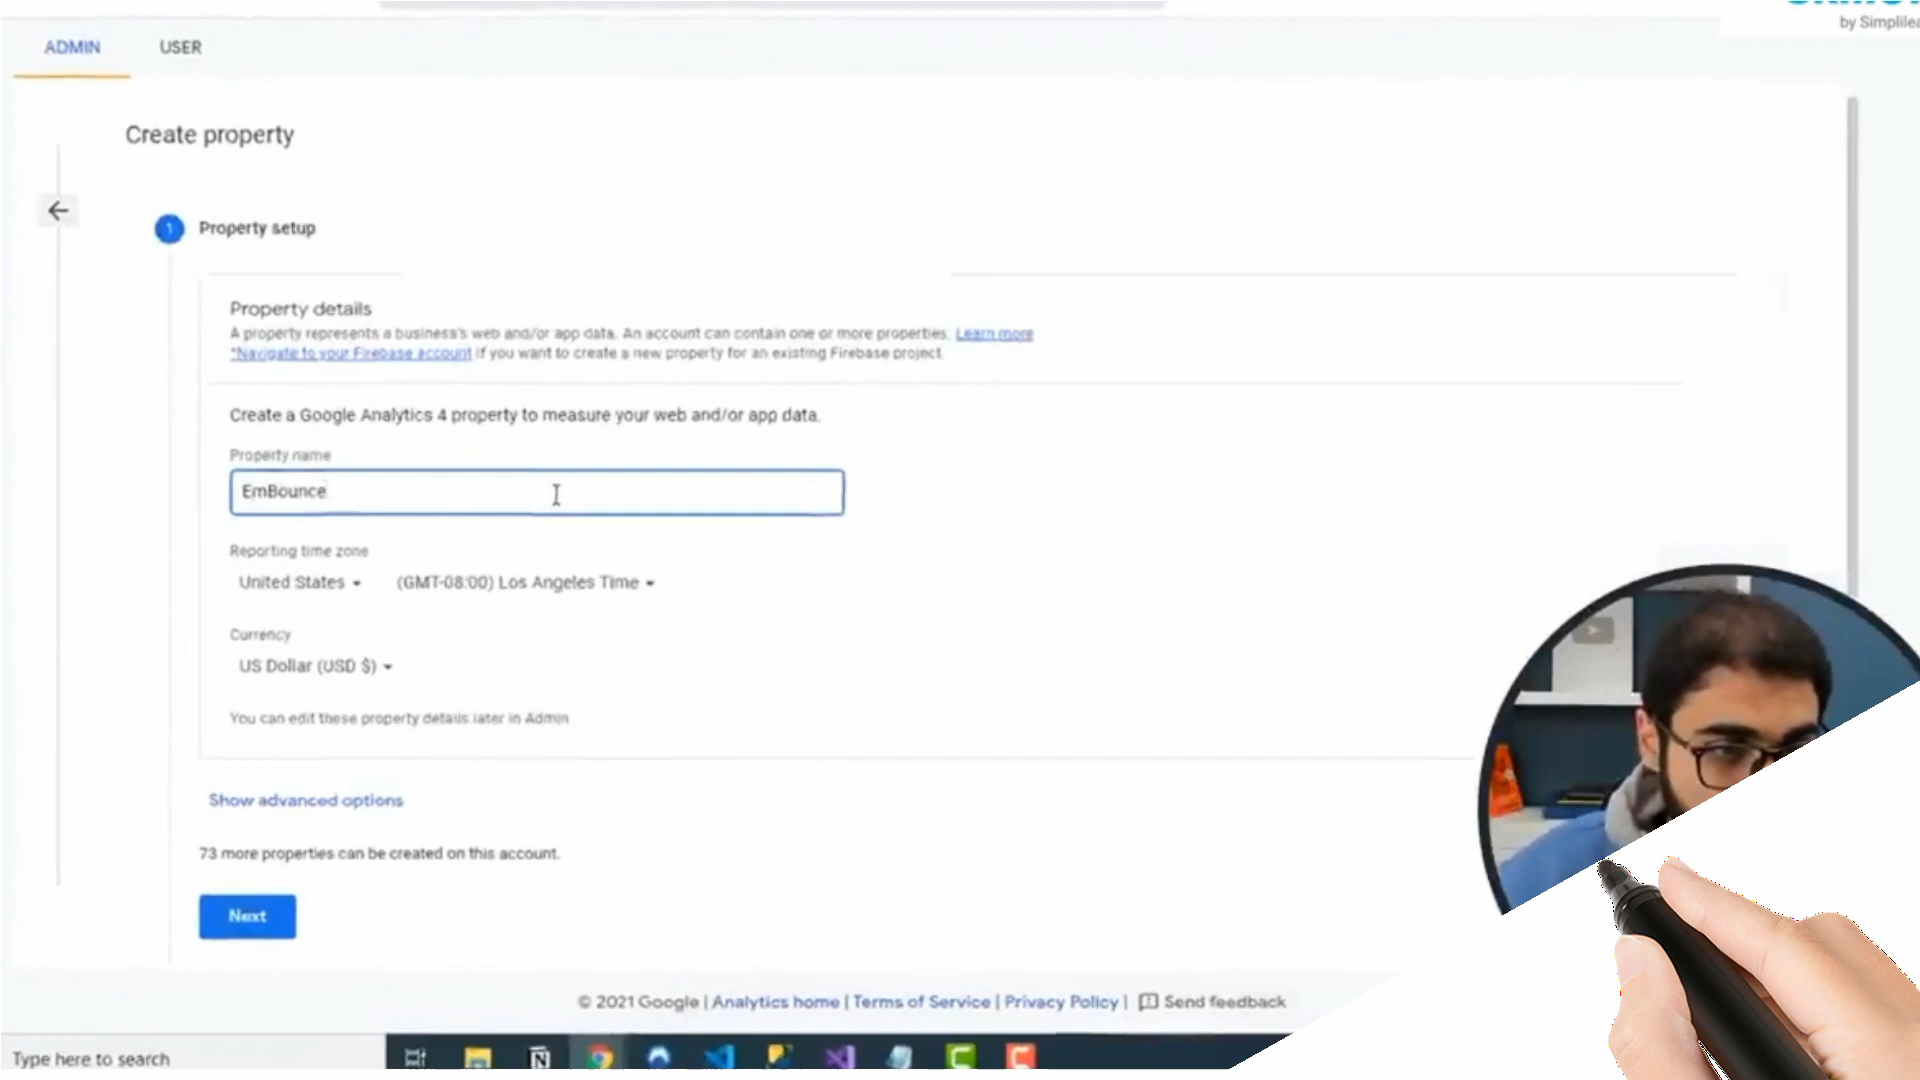 by Simplilea
ADMIN USER
Create property
1 Property setup
Property details
A property represents a business's web and/or app data. An account can contain one or more properties. Learn more
*Navigate to your Firebase account if you want to create a new property for an existing Firebase project.
Create a Google Analytics 4 property to measure your web and/or app data.
Property name
EmBounce
Reporting time zone
United States (GMT-08:00) Los Angeles Time
Currency
US Dollar (USD $)
You can edit these property details later in Admin
Show advanced options
73 more properties can be created on this account.
Next
© 2021 Google | Analytics home | Terms of Service | Privacy Policy | Send feedback
Type here to search